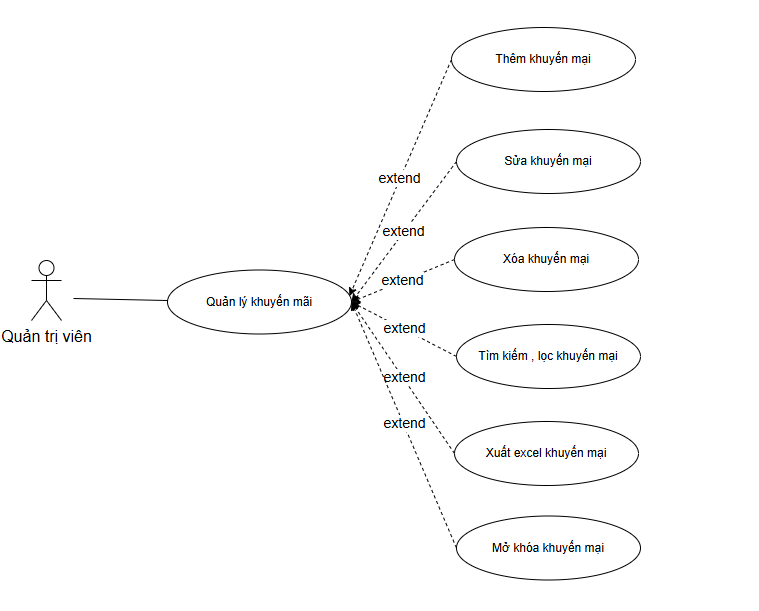 Thêm khuyến mại
extend
Sửa khuyến mại
extend
Xóa khuyến mại
extend
Quản lý khuyến mãi
Quản trị viên
extend
Tìm kiếm , lọc khuyến mại
extend
extend
Xuất excel khuyến mại
Mở khóa khuyến mại